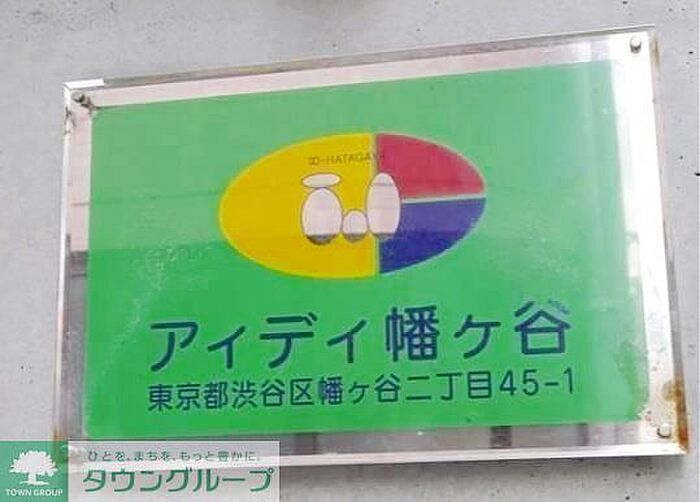 ID-HATAGAYA
アィディ幡ヶ谷
東京都渋谷区幡ヶ谷二丁目45-1
ひとを、まちを、もっと豊かに。
タウングループ
TOWN GROUP